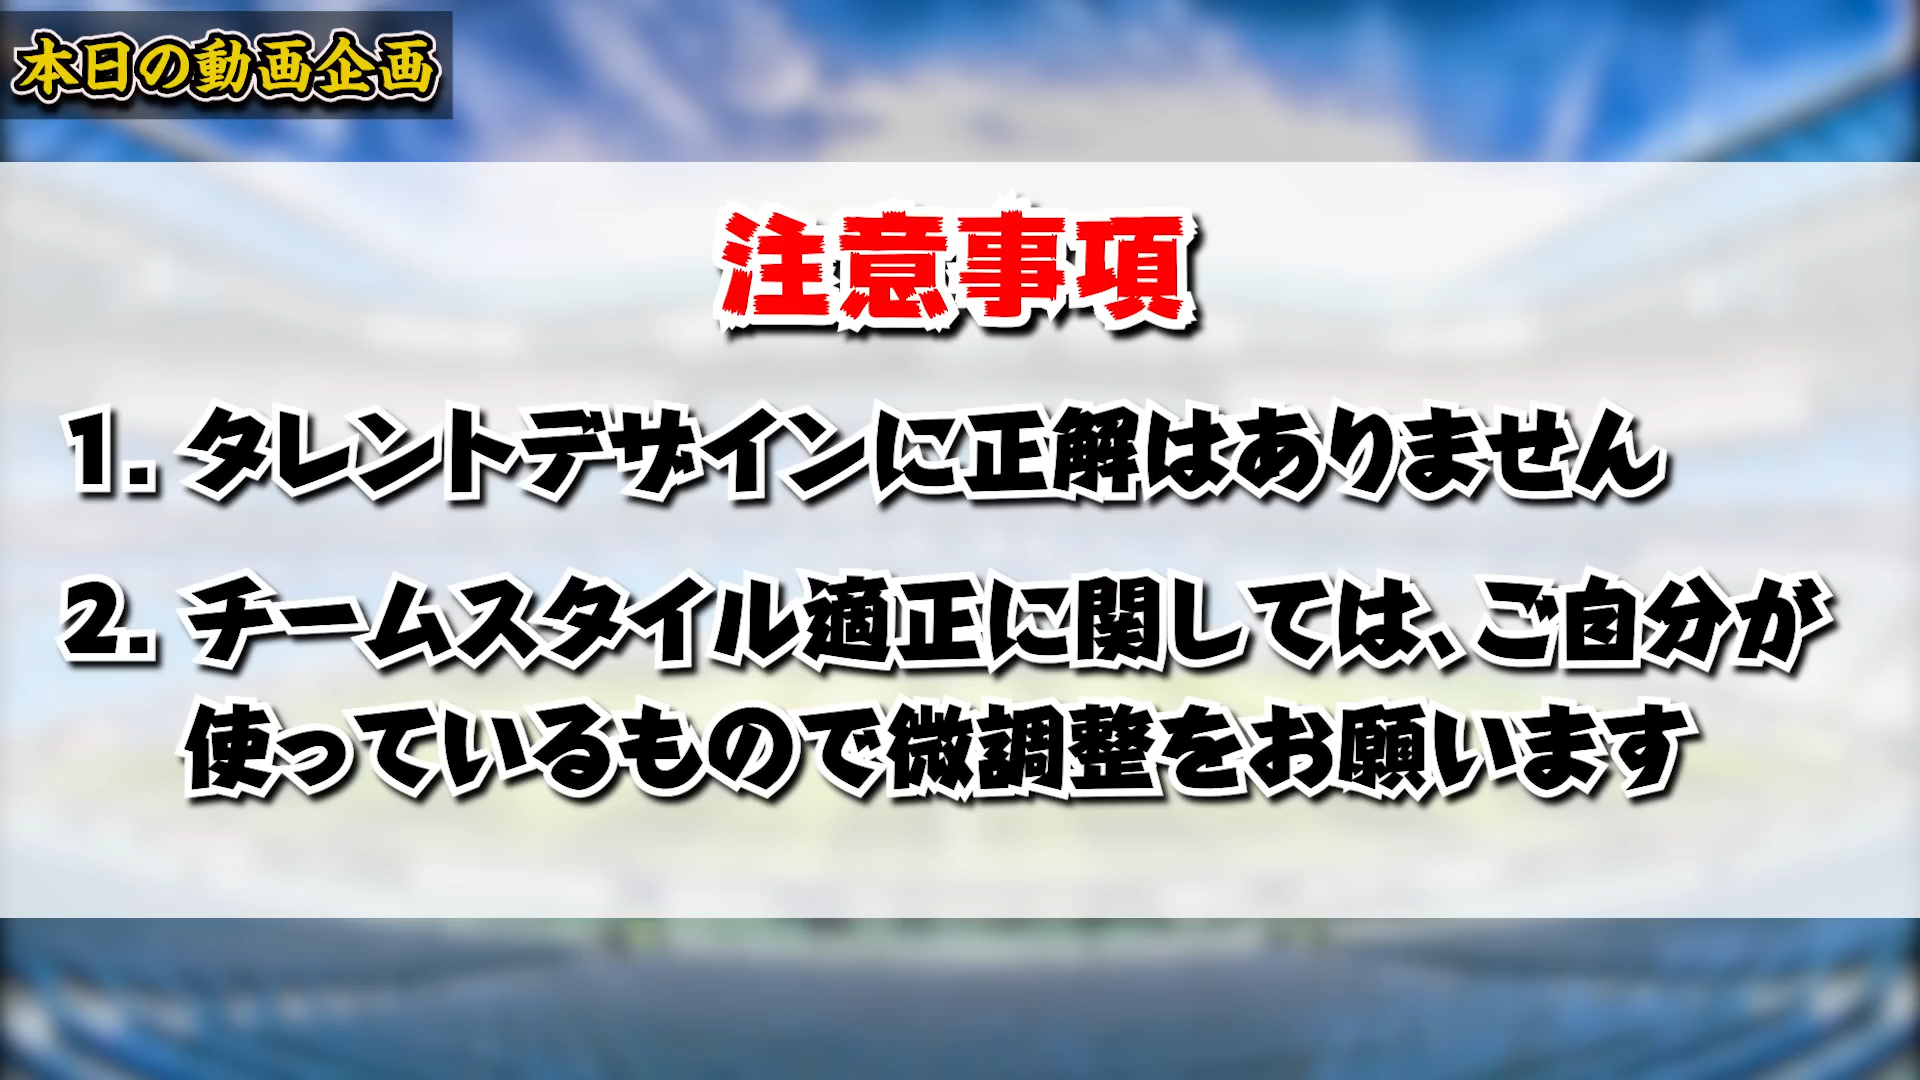 本日の動画企画
注意事項
1. タレントデザインに正解はありません
2. チームスタイル適正に関しては、ご自分が
使っているもので微調整をお願います